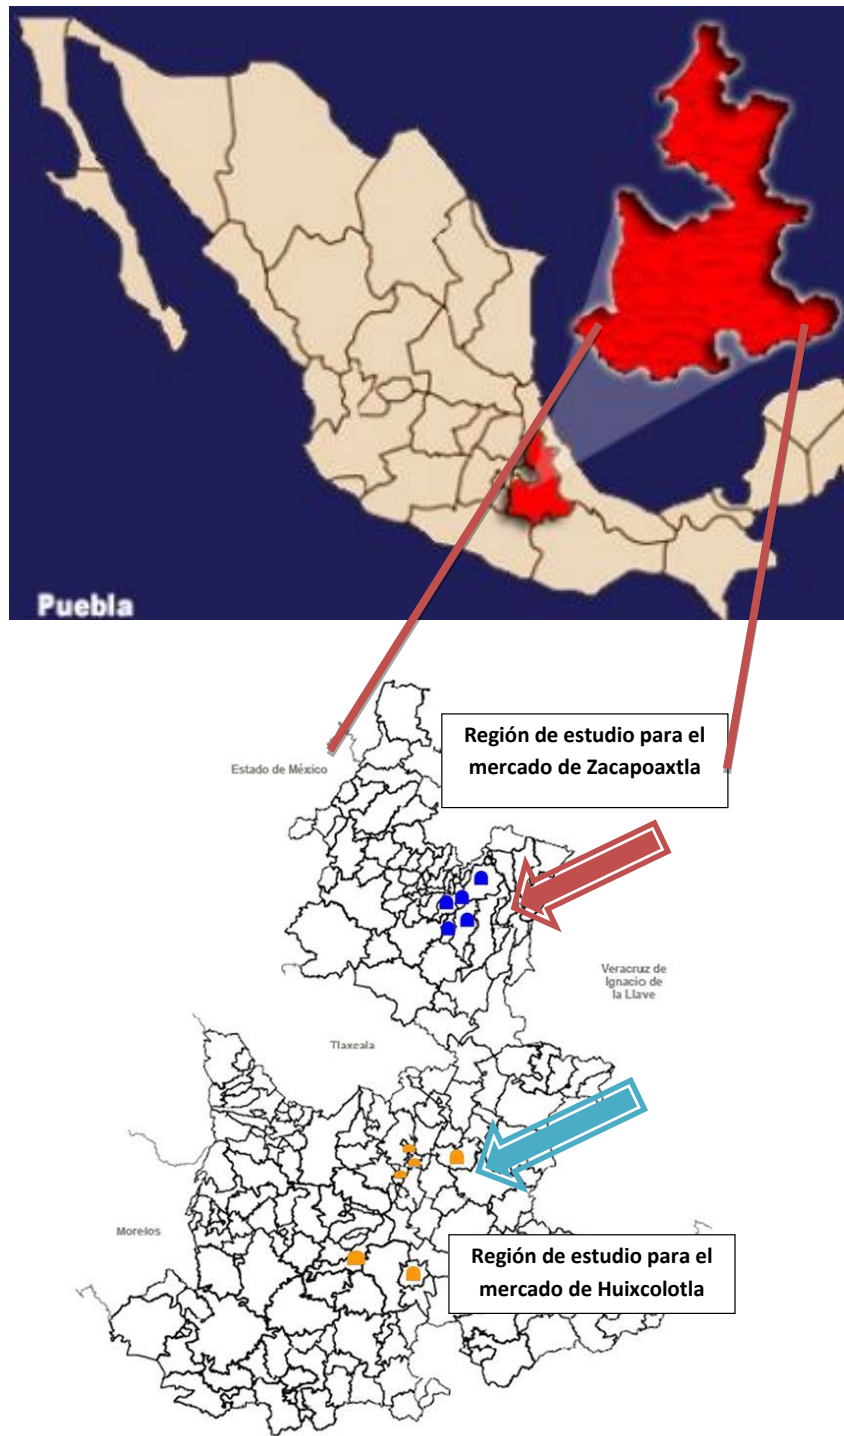 Puebla
Región de estudio para el
mercado de Zacapoaxtla
Estado de México
Veracruz de
Ignacio de
la Llave
Tlaxcala
Morelos
Región de estudio para el
mercado de Huixcolotla